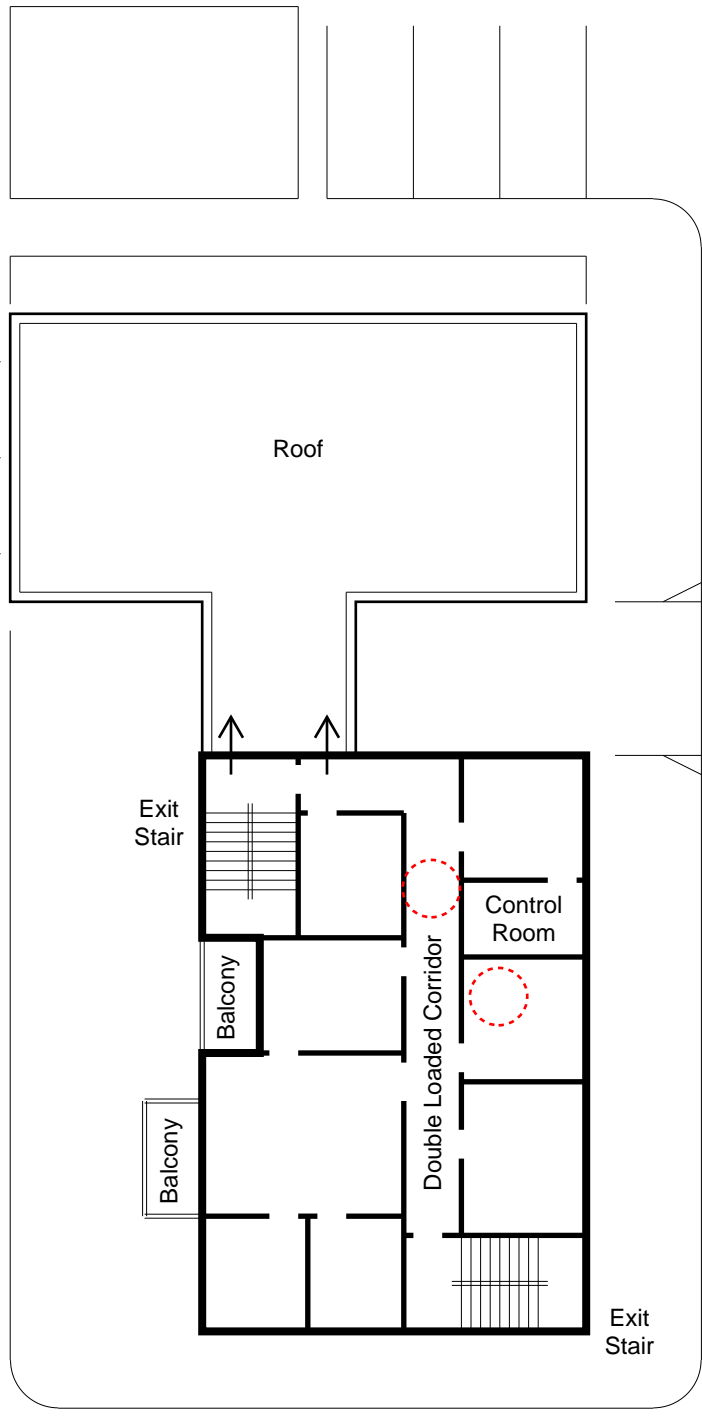 Roof
Exit
Stair
Control
Room
Balcony
Double Loaded Corridor
Balcony
Exit
Stair